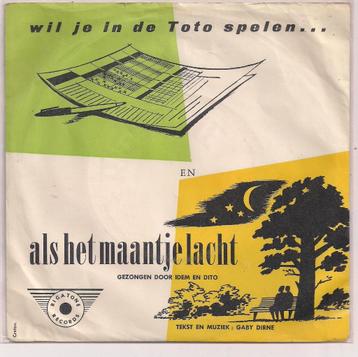 wil je in de Toto spelen...
EN
als het maantje lacht
GEZONGEN DOOR IDEM EN DITO
RIGATONE
RECORDS
TEKST EN MUZIEK : GABY DIRNE